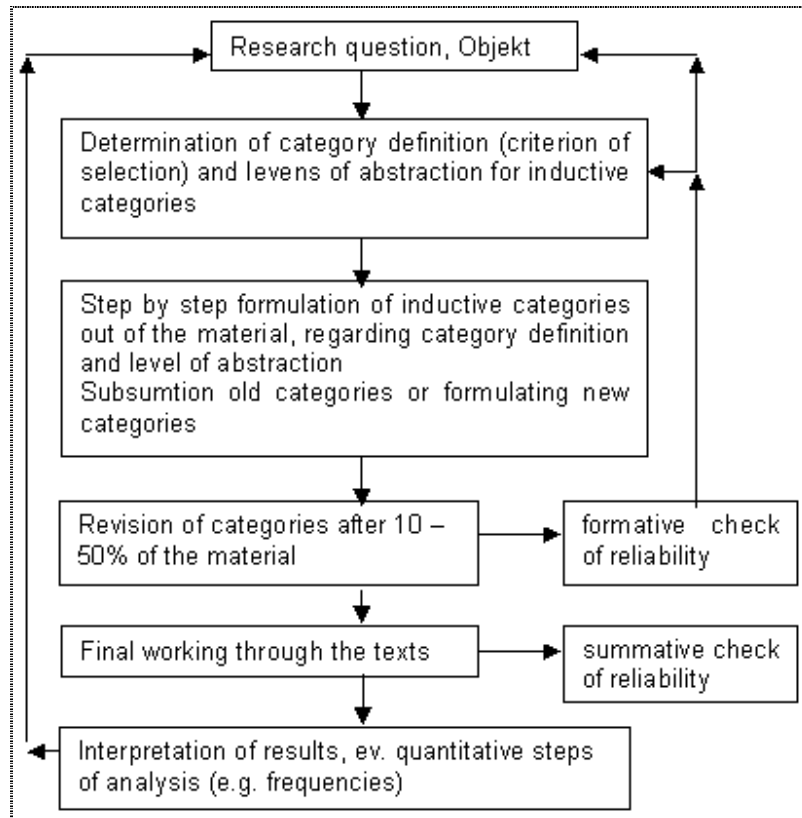 Research question, Objekt
Determination of category definition (criterion of
selection) and levens of abstraction for inductive
categories
Step by step formulation of inductive categories
out of the material, regarding category definition
and level of abstraction
Subsumtion old categories or formulating new
categories
Revision of categories after 10 –
50% of the material
formative check
of reliability
Final working through the texts
summative check
of reliability
Interpretation of results, ev. quantitative steps
of analysis (e.g. frequencies)